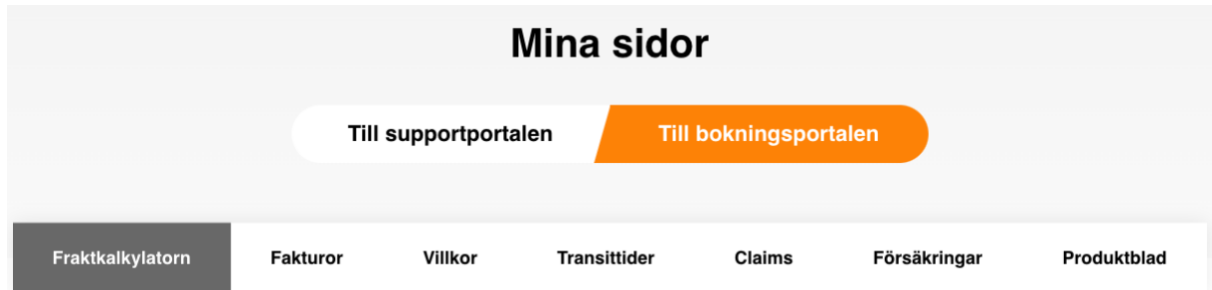 Mina sidor
Till supportportalen Till bokningsportalen
Fraktkalkylatorn Fakturor Villkor Transittider Claims Försäkringar Produktblad